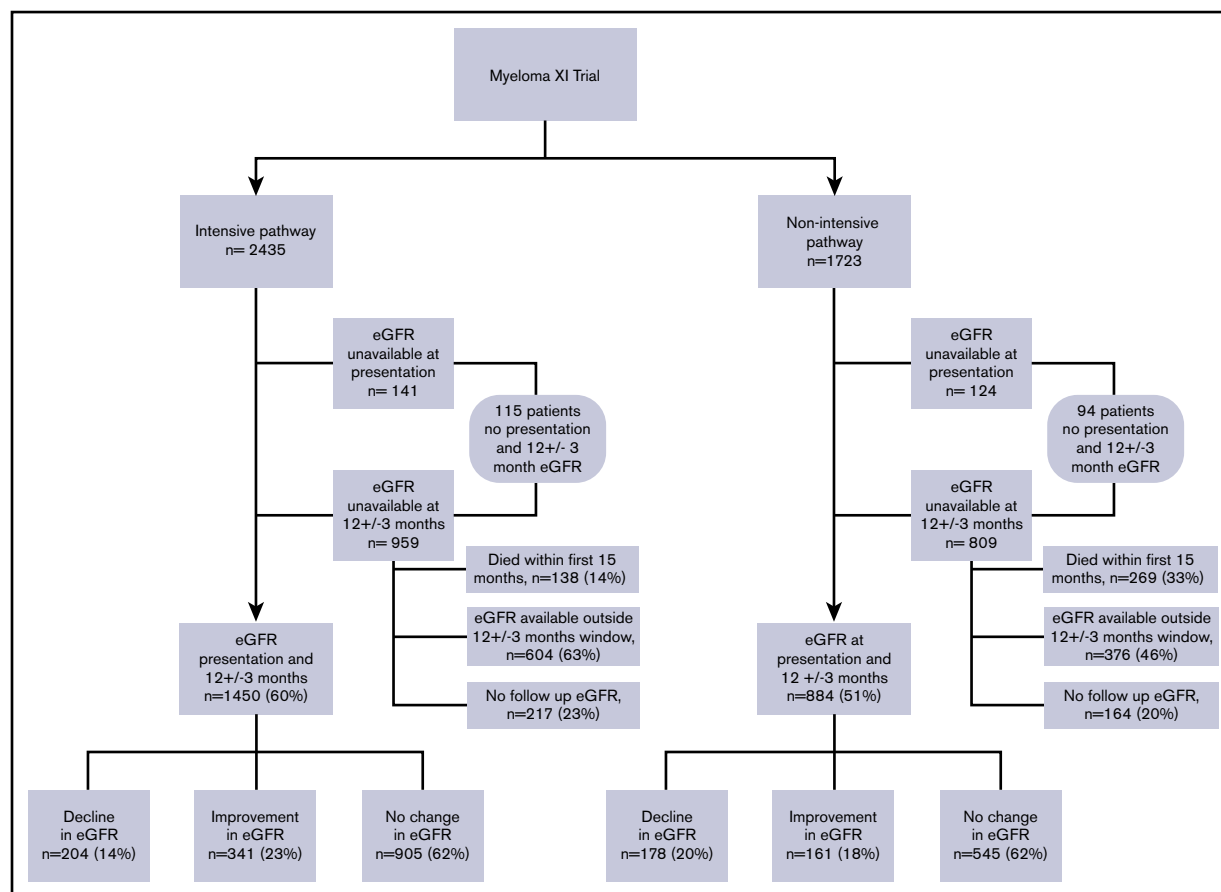 Myeloma XI Trial
Intensive pathway
n= 2435
Non-intensive
pathway
n=1723
eGFR
unavailable at
presentation
n= 141
115 patients
no presentation
and 12+/- 3
month eGFR
eGFR
unavailable at
12+/-3 months
n= 959
Died within first 15
months, n=138 (14%)
eGFR available outside
12+/-3 months window,
n=604 (63%)
No follow up eGFR,
n=217 (23%)
eGFR
presentation and
12+/-3 months
n=1450 (60%)
Decline
in eGFR
n=204 (14%)
Improvement
in eGFR
n=341 (23%)
No change
in eGFR
n=905 (62%)
eGFR
unavailable at
presentation
n= 124
94 patients
no presentation
and 12+/-3
month eGFR
eGFR
unavailable at
12+/-3 months
n= 809
Died within first 15
months, n=269 (33%)
eGFR available outside
12+/-3 months window,
n=376 (46%)
No follow up eGFR,
n=164 (20%)
eGFR at
presentation and
12 +/-3 months
n=884 (51%)
Decline
in eGFR
n=178 (20%)
Improvement
in eGFR
n=161 (18%)
No change
in eGFR
n=545 (62%)